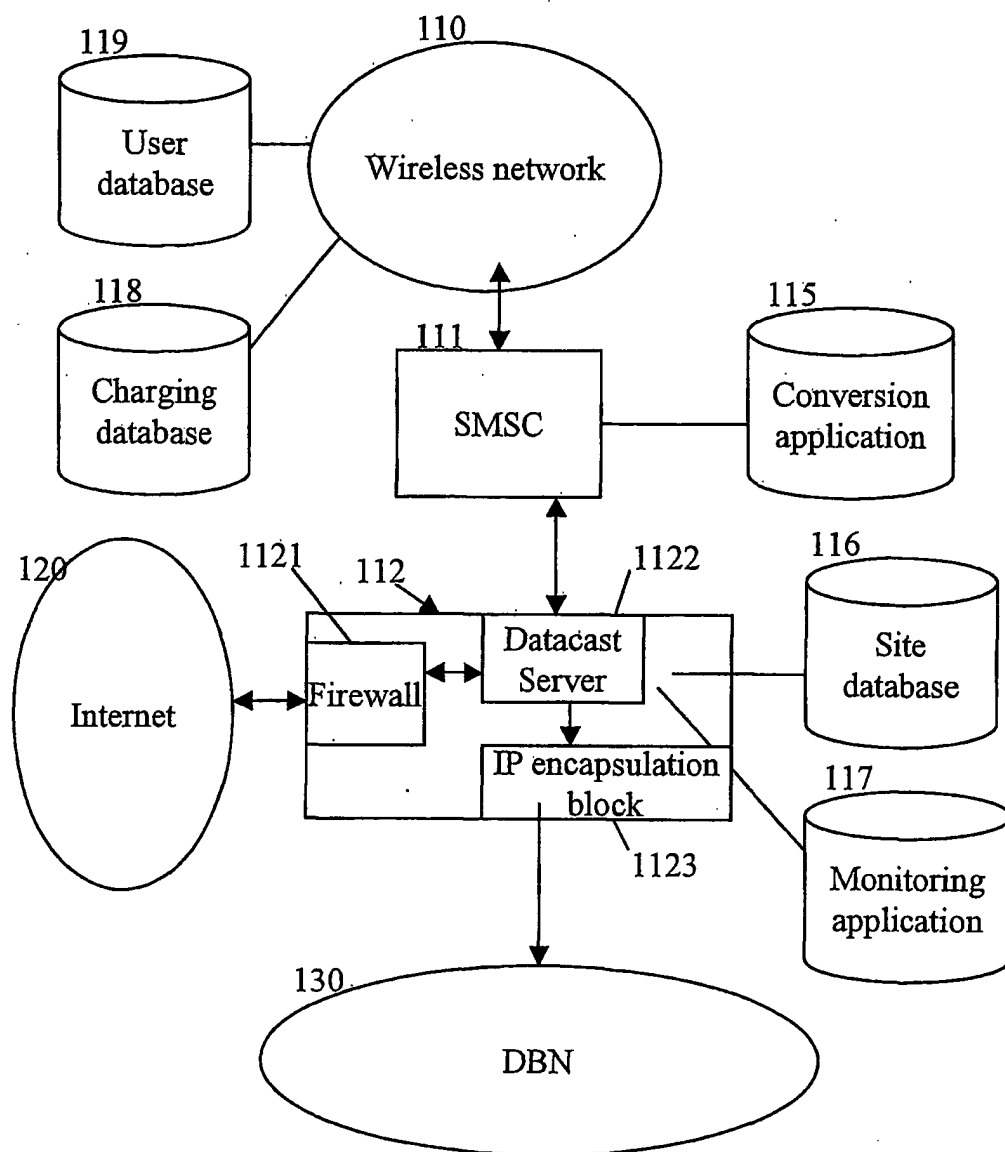 119
110
User
database
Wireless network
118
115
111
Charging
database
SMSC
Conversion
application
120
1121
112
1122
116
Datacast
Server
Site
database
Internet
Firewall
IP encapsulation
block
117
1123
Monitoring
application
130
DBN